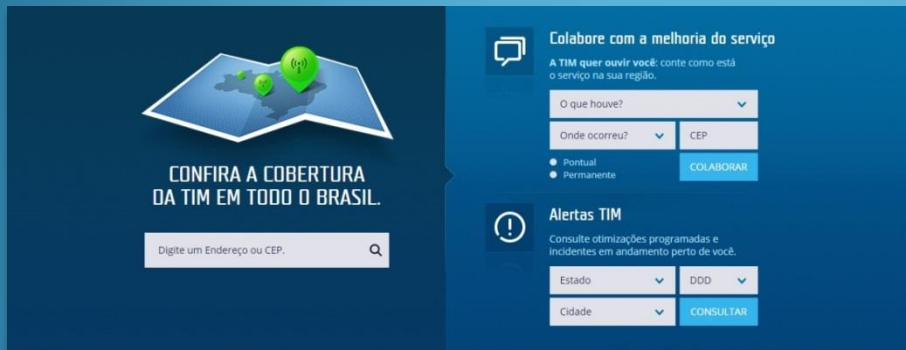 CONFIRA A COBERTURA
DA TIM EM TODO O BRASIL.
Digite um Endereço ou CEP.
Colabore com a melhoria do serviço
A TIM quer ouvir você: conte como está
o serviço na sua região.
O que houve?
Onde ocorreu?
CEP
Pontual
Permanente
COLABORAR
Alertas TIM
Consulte otimizações programadas e
incidentes em andamento perto de você.
Estado
DDD
Cidade
CONSULTAR